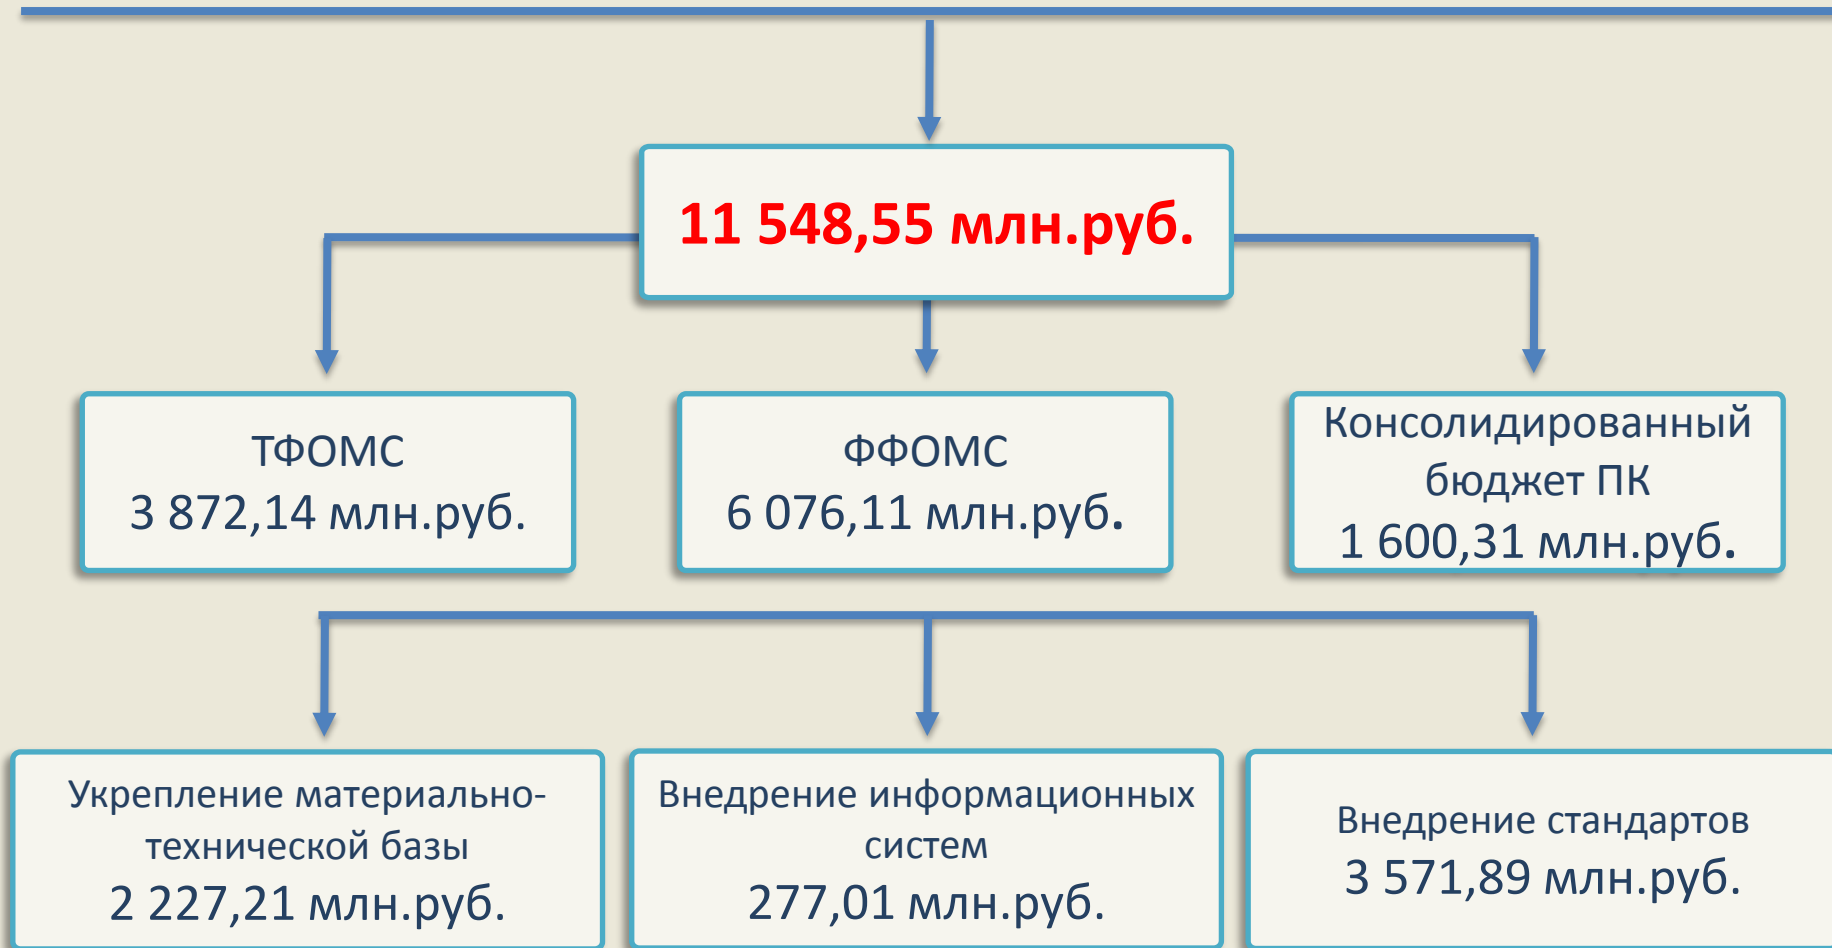 11 548,55 млн.руб.
ТФОМС
3 872,14 млн.руб.
ФФОМС
6 076,11 млн.руб.
Консолидированный
бюджет ПК
1 600,31 млн.руб.
Укрепление материально-
технической базы
2 227,21 млн.руб.
Внедрение информационных
систем
277,01 млн.руб.
Внедрение стандартов
3 571,89 млн.руб.